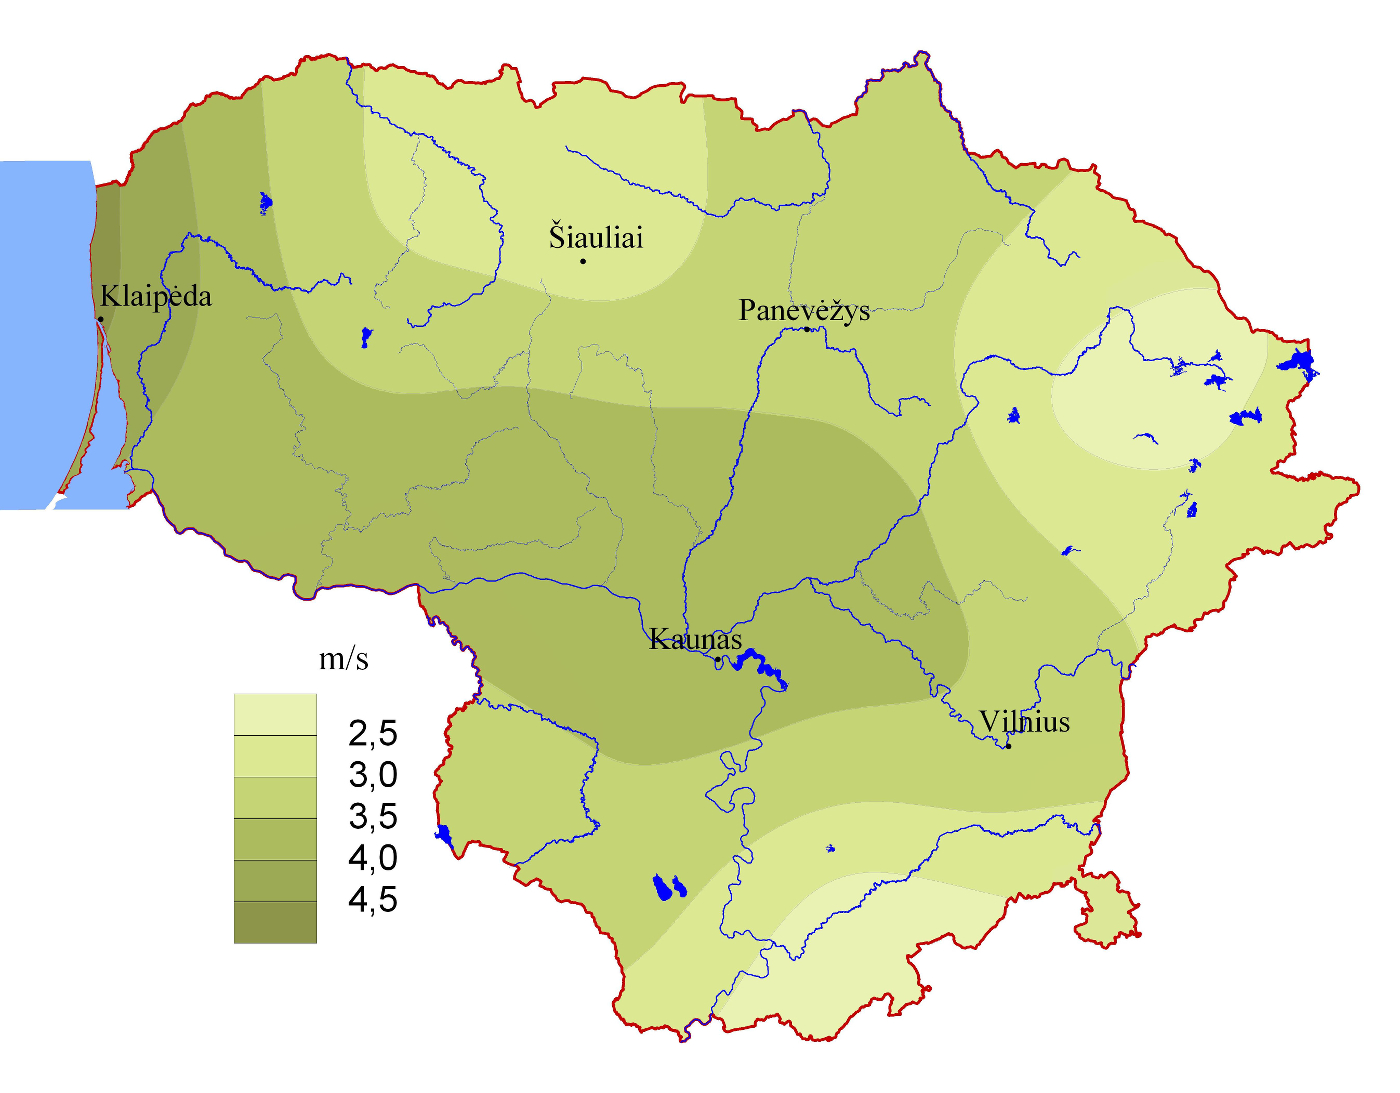 Šiauliai
Klaipėda
Panevėžys
Kaunas
Vilnius
m/s
2,5
3,0
3,5
4,0
4,5